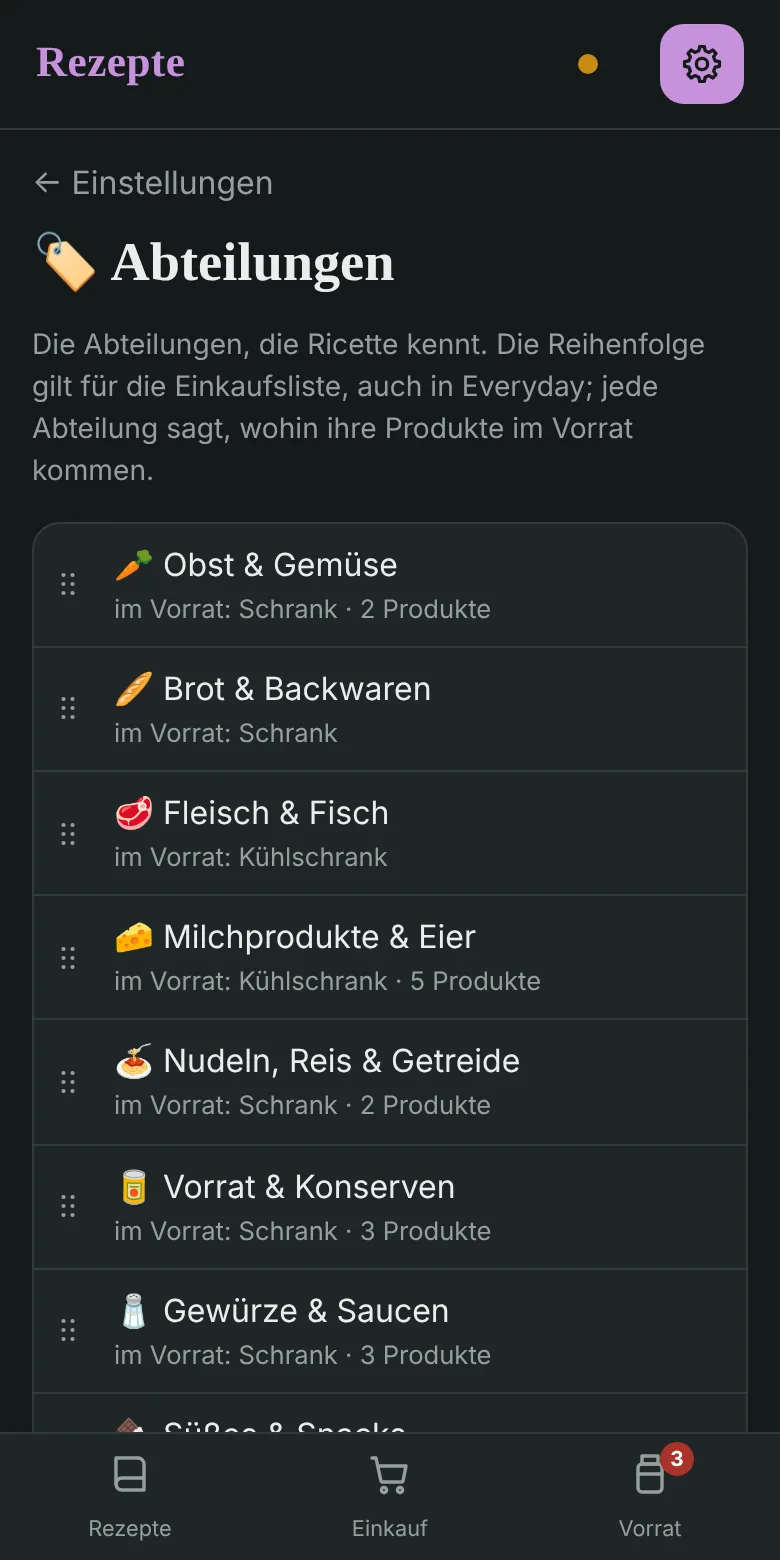 Rezepte
← Einstellungen
Abteilungen
Die Abteilungen, die Ricette kennt. Die Reihenfolge
gilt für die Einkaufsliste, auch in Everyday; jede
Abteilung sagt, wohin ihre Produkte im Vorrat
kommen.
Obst & Gemüse
im Vorrat: Schrank · 2 Produkte
Brot & Backwaren
im Vorrat: Schrank
Fleisch & Fisch
im Vorrat: Kühlschrank
Milchprodukte & Eier
im Vorrat: Kühlschrank · 5 Produkte
Nudeln, Reis & Getreide
im Vorrat: Schrank · 2 Produkte
Vorrat & Konserven
im Vorrat: Schrank · 3 Produkte
Gewürze & Saucen
im Vorrat: Schrank · 3 Produkte
Süßes & Snacks
3
Rezepte
Einkauf
Vorrat